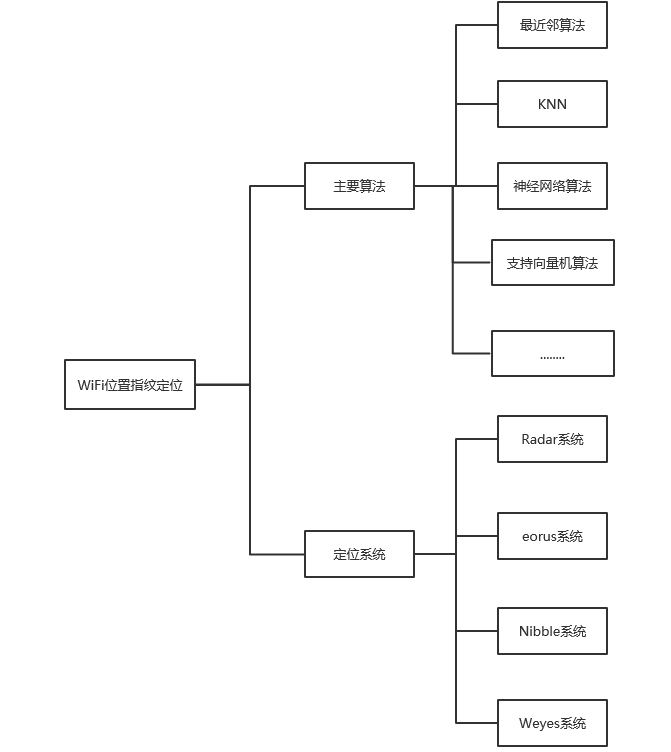 WiFi位置指纹定位
主要算法
最近邻算法
KNN
神经网络算法
支持向量机算法
........
定位系统
Radar系统
eorus系统
Nibble系统
Weyes系统